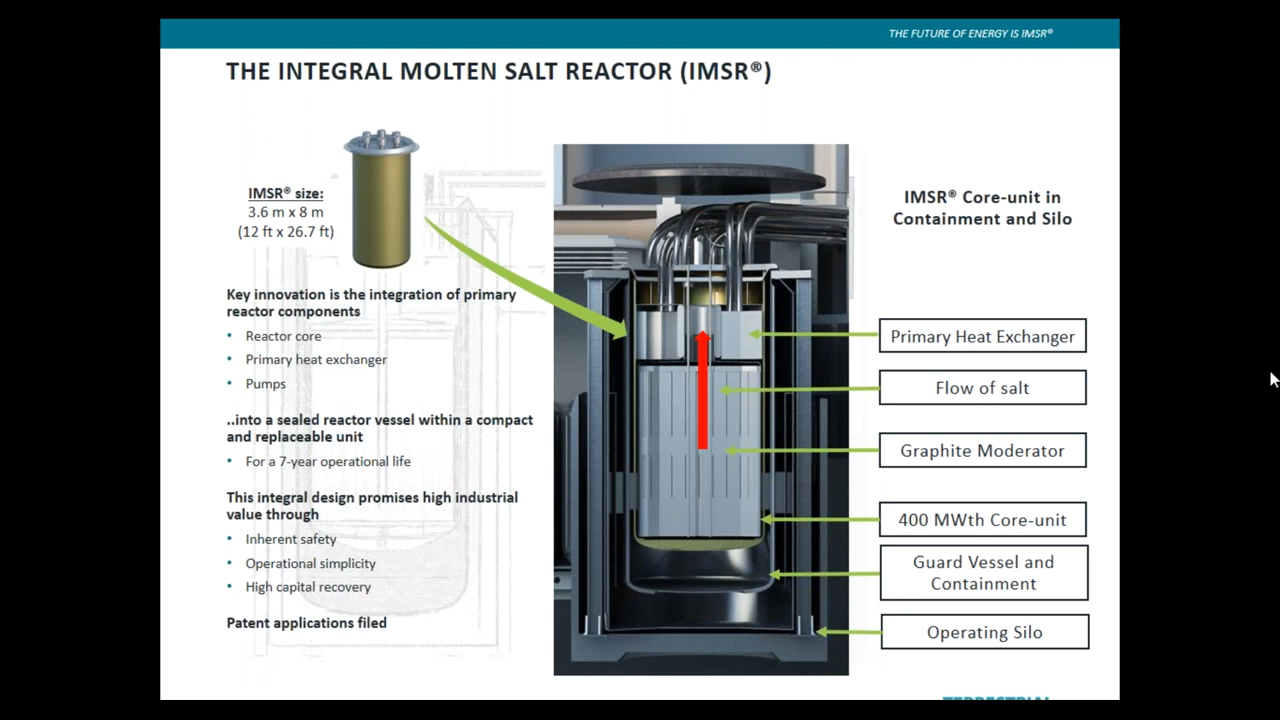 THE FUTURE OF ENERGY IS IMSR®
THE INTEGRAL MOLTEN SALT REACTOR (IMSR®)
IMSR® size:
3.6 m x 8 m
(12 ft x 26.7 ft)
Key innovation is the integration of primary
reactor components
• Reactor core
• Primary heat exchanger
• Pumps
..into a sealed reactor vessel within a compact
and replaceable unit
• For a 7-year operational life
This integral design promises high industrial
value through
• Inherent safety
• Operational simplicity
• High capital recovery
Patent applications filed
IMSR® Core-unit in
Containment and Silo
Primary Heat Exchanger
Flow of salt
Graphite Moderator
400 MWth Core-unit
Guard Vessel and
Containment
Operating Silo
TERRESTRIAL